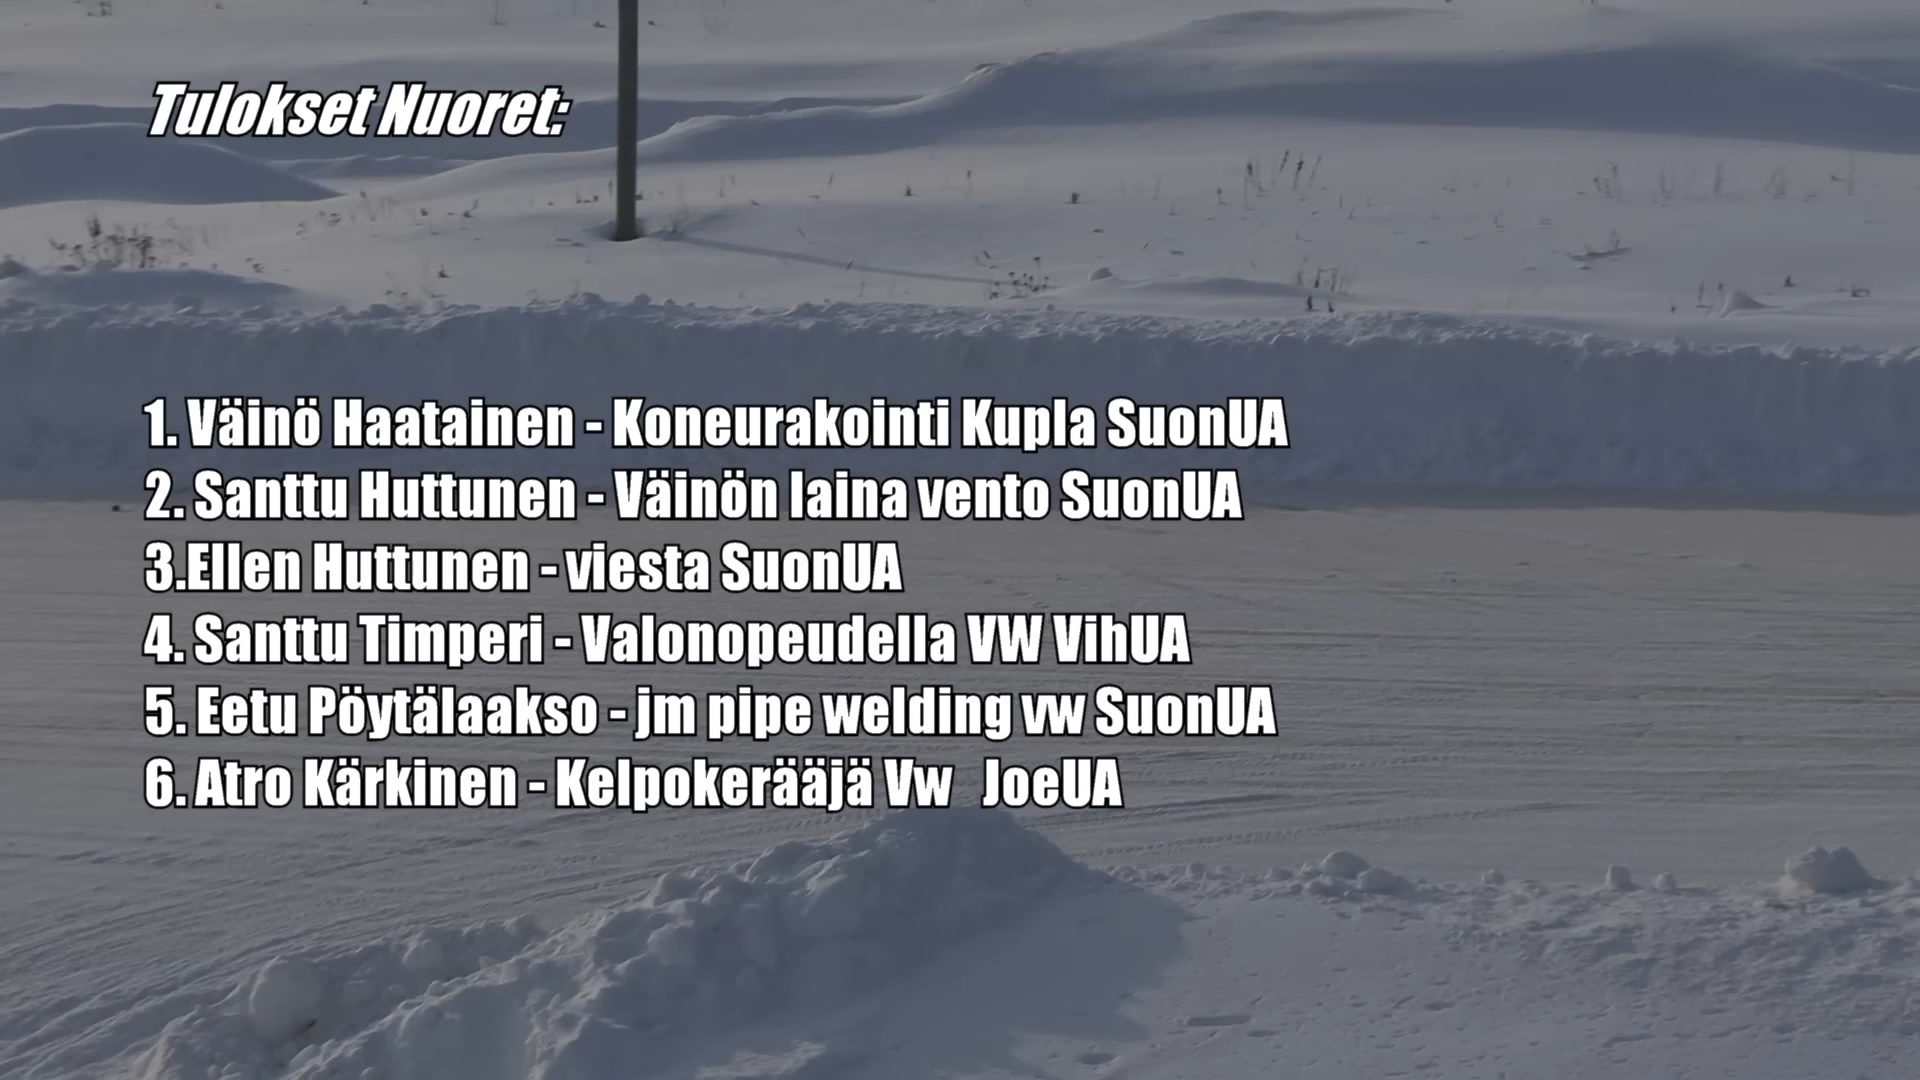 Tulokset Nuoret:
1. Väinö Haatainen - Koneurakointi Kupla SuonUA
2. Santtu Huttunen - Väinön laina vento SuonUA
3.Ellen Huttunen - viesta SuonUA
4. Santtu Timperi - Valonopeudella VW VihUA
5. Eetu Pöytälaakso - jm pipe welding vw SuonUA
6. Atro Kärkinen - Kelpokerääjä Vw JoeUA